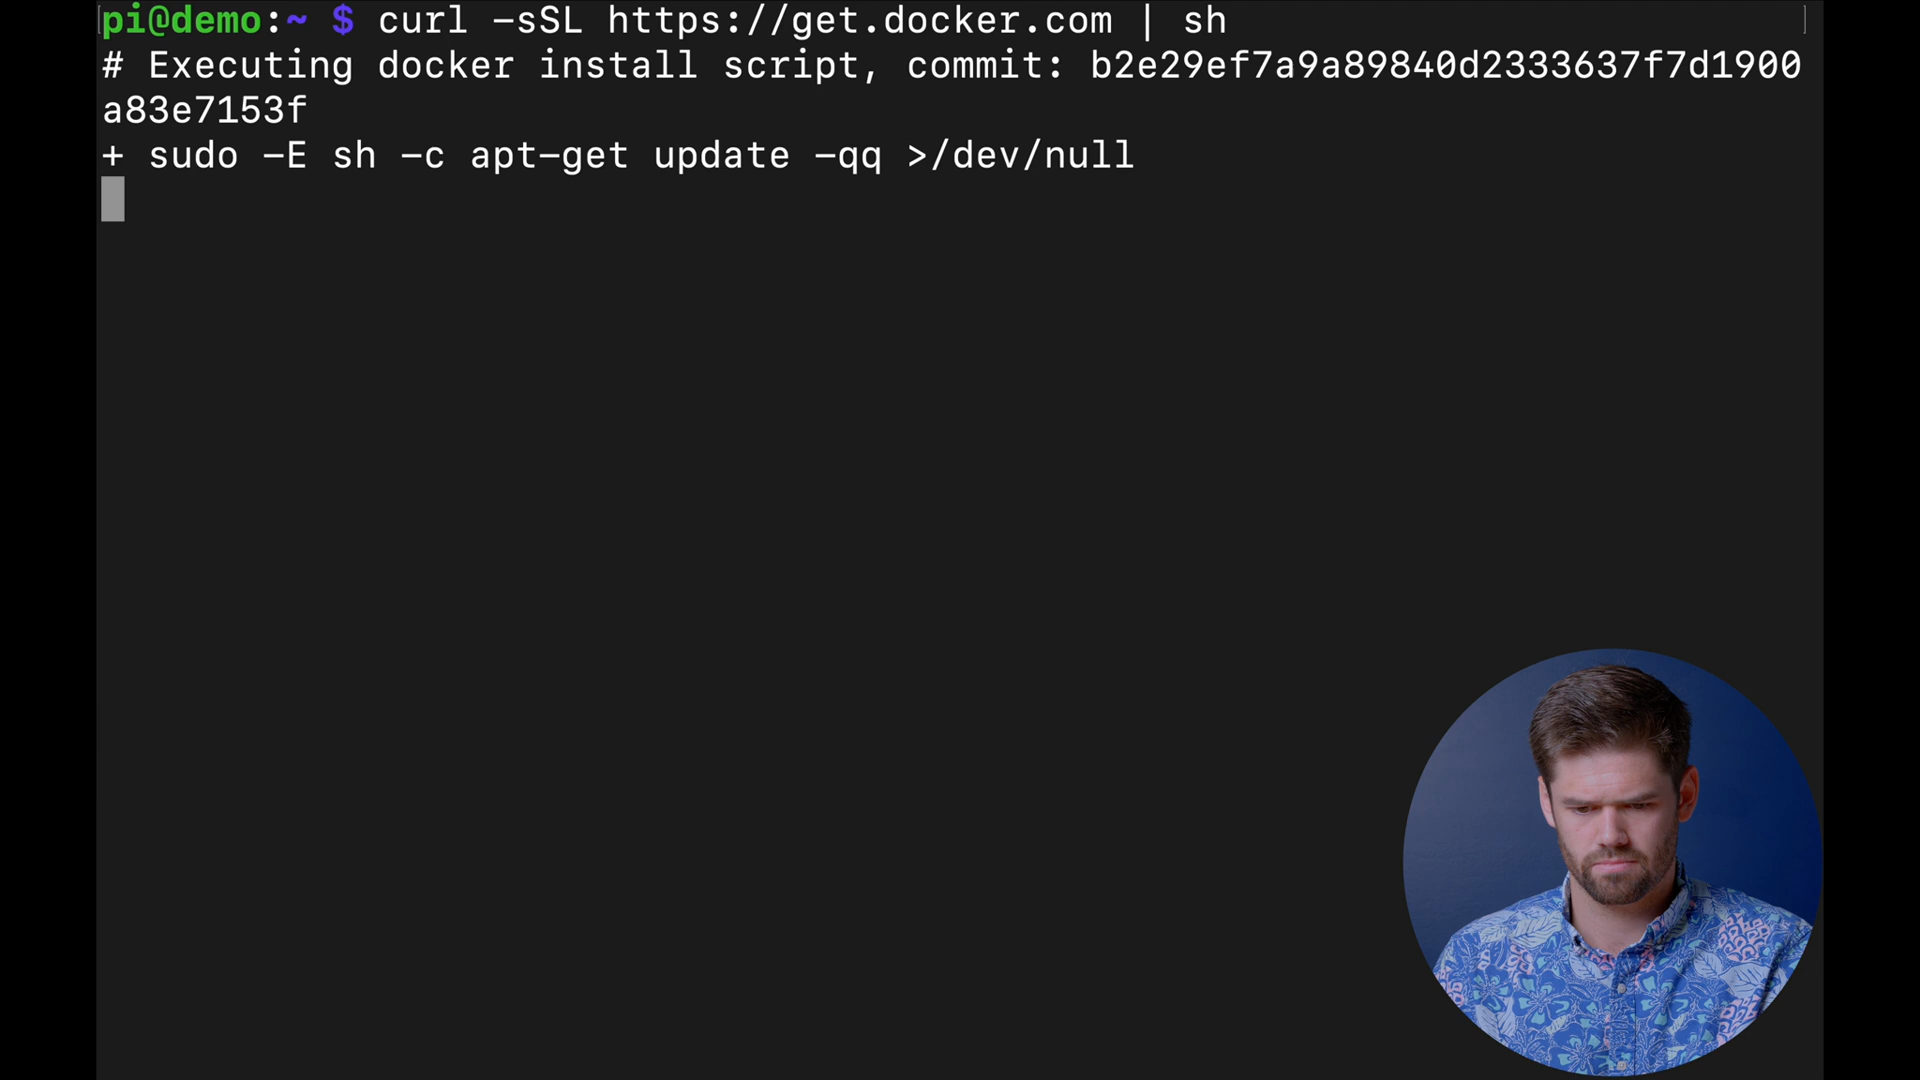 pi@demo:~ $ curl -sSL https://get.docker.com | sh
# Executing docker install script, commit: b2e29ef7a9a89840d2333637f7d1900
a83e7153f
+ sudo -E sh -c apt-get update -qq >/dev/null